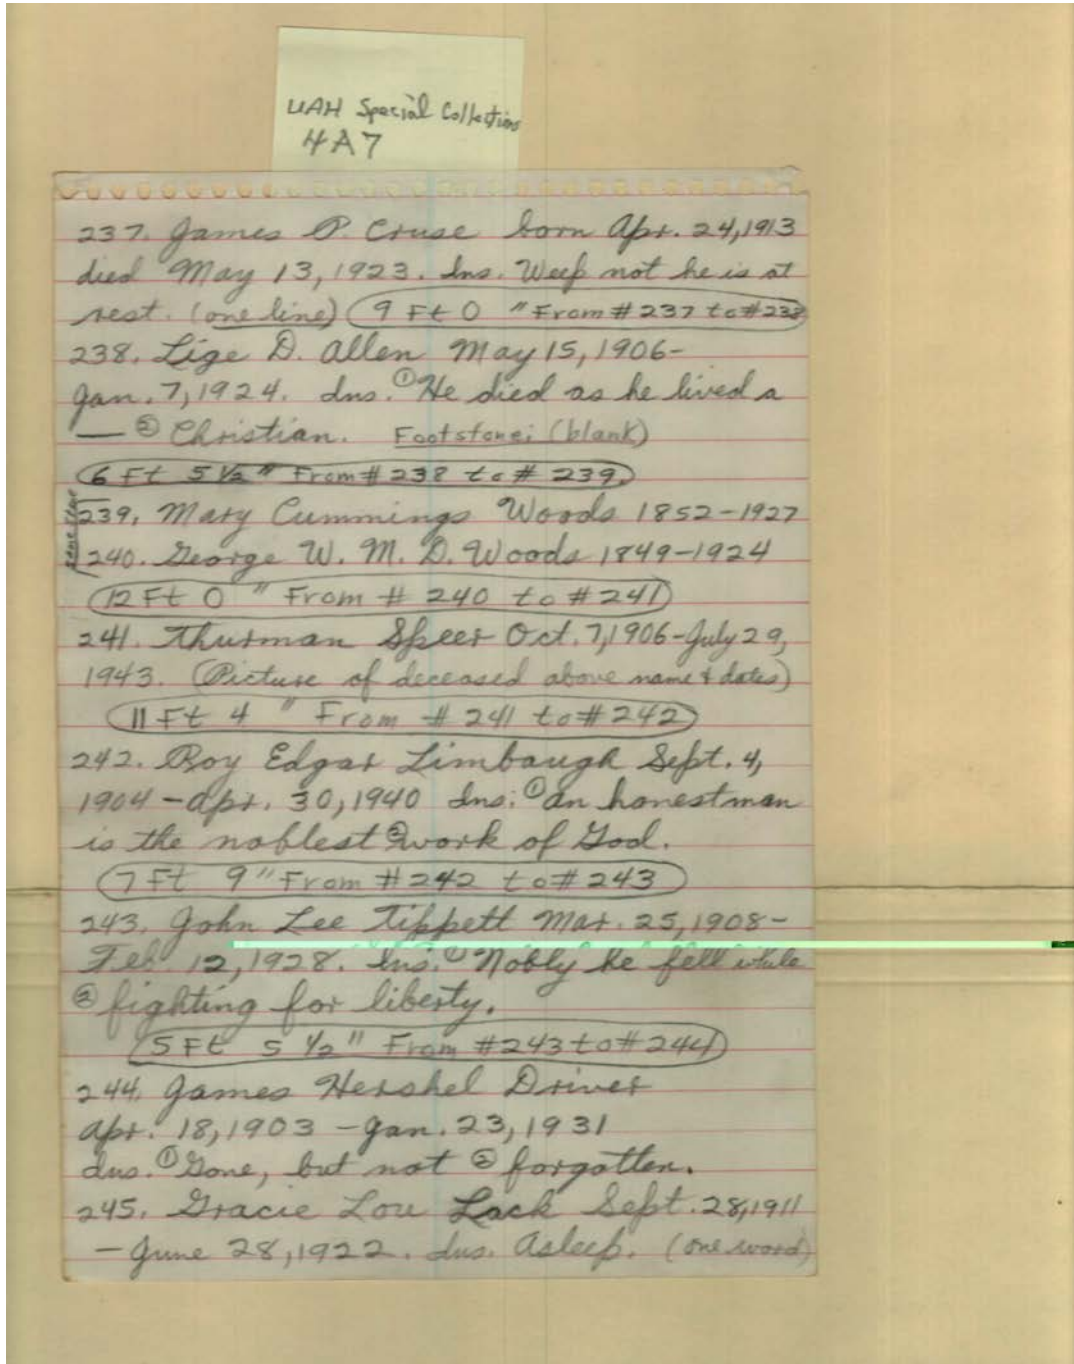 UAH Special Collections
4A7
237. James P. Cruse born Apr. 24, 1913
died May 13, 1923. Ins. Weep not he is at
rest. (one line) 9 Ft 0 " From # 237 to # 238
238. Lige D. Allen May 15, 1906-
Jan. 7, 1924. Ins. ① He died as he lived a
— ② Christian. Footstone: (blank)
6 Ft 5 ½ " From # 238 to # 239.
239. Mary Cummings Woods 1852-1927
240. George W. M. D. Woods 1849-1924
12 Ft 0 " From # 240 to # 241
241. Thurman Speer Oct. 7, 1906-July 29,
1943. (Picture of deceased above name & dates)
11 Ft 4 " From # 241 to # 242
242. Roy Edgar Limbaugh Sept. 4,
1904-Apr. 30, 1940 Ins: ① An honest man
is the noblest ② work of God.
7 Ft 9 " From # 242 to # 243
243. John Lee Tippett Mar. 25, 1908-
Feb 12, 1928. Ins. ① Nobly he fell while
② fighting for liberty.
5 Ft 5 ½ " From # 243 to # 244
244. James Hershel Driver
Apr. 18, 1903 - Jan. 23, 1931
Ins. ① Gone, but not ② forgotten.
245. Gracie Lou Lack Sept. 28, 1911
- June 28, 1922. Ins. Asleep. (one word)